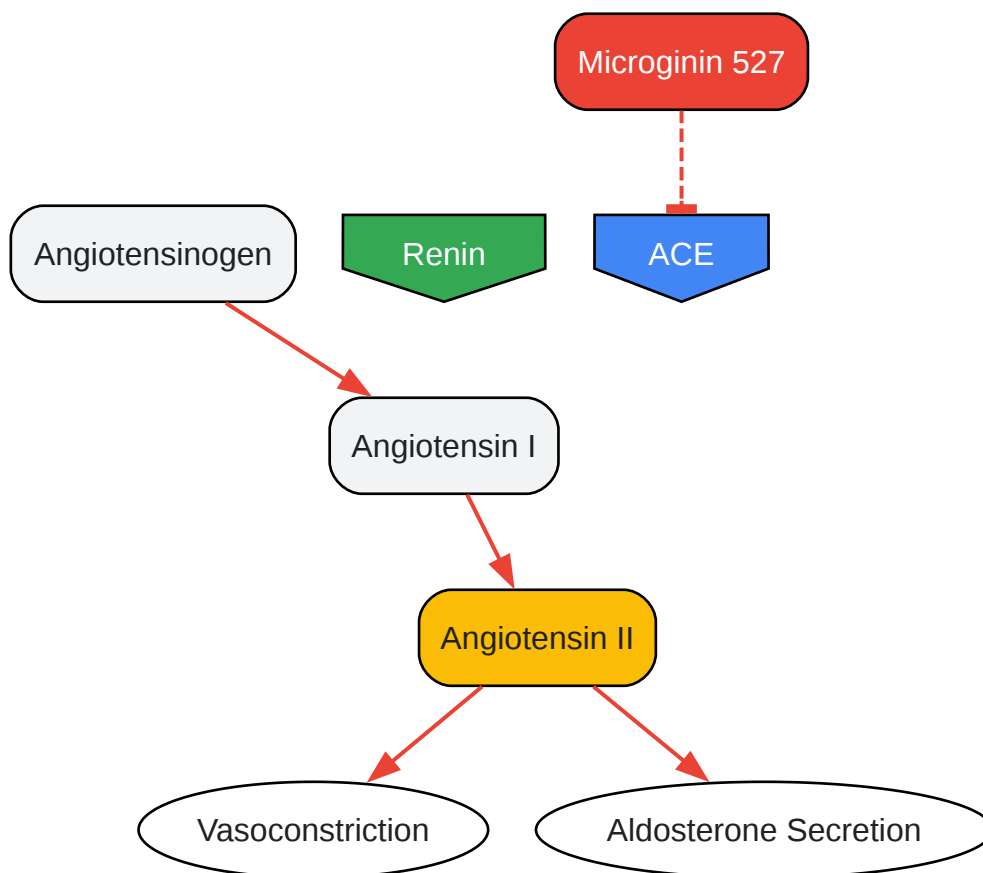 Microginin 527
Angiotensinogen
Renin
ACE
Angiotensin I
Angiotensin II
Vasoconstriction
Aldosterone Secretion